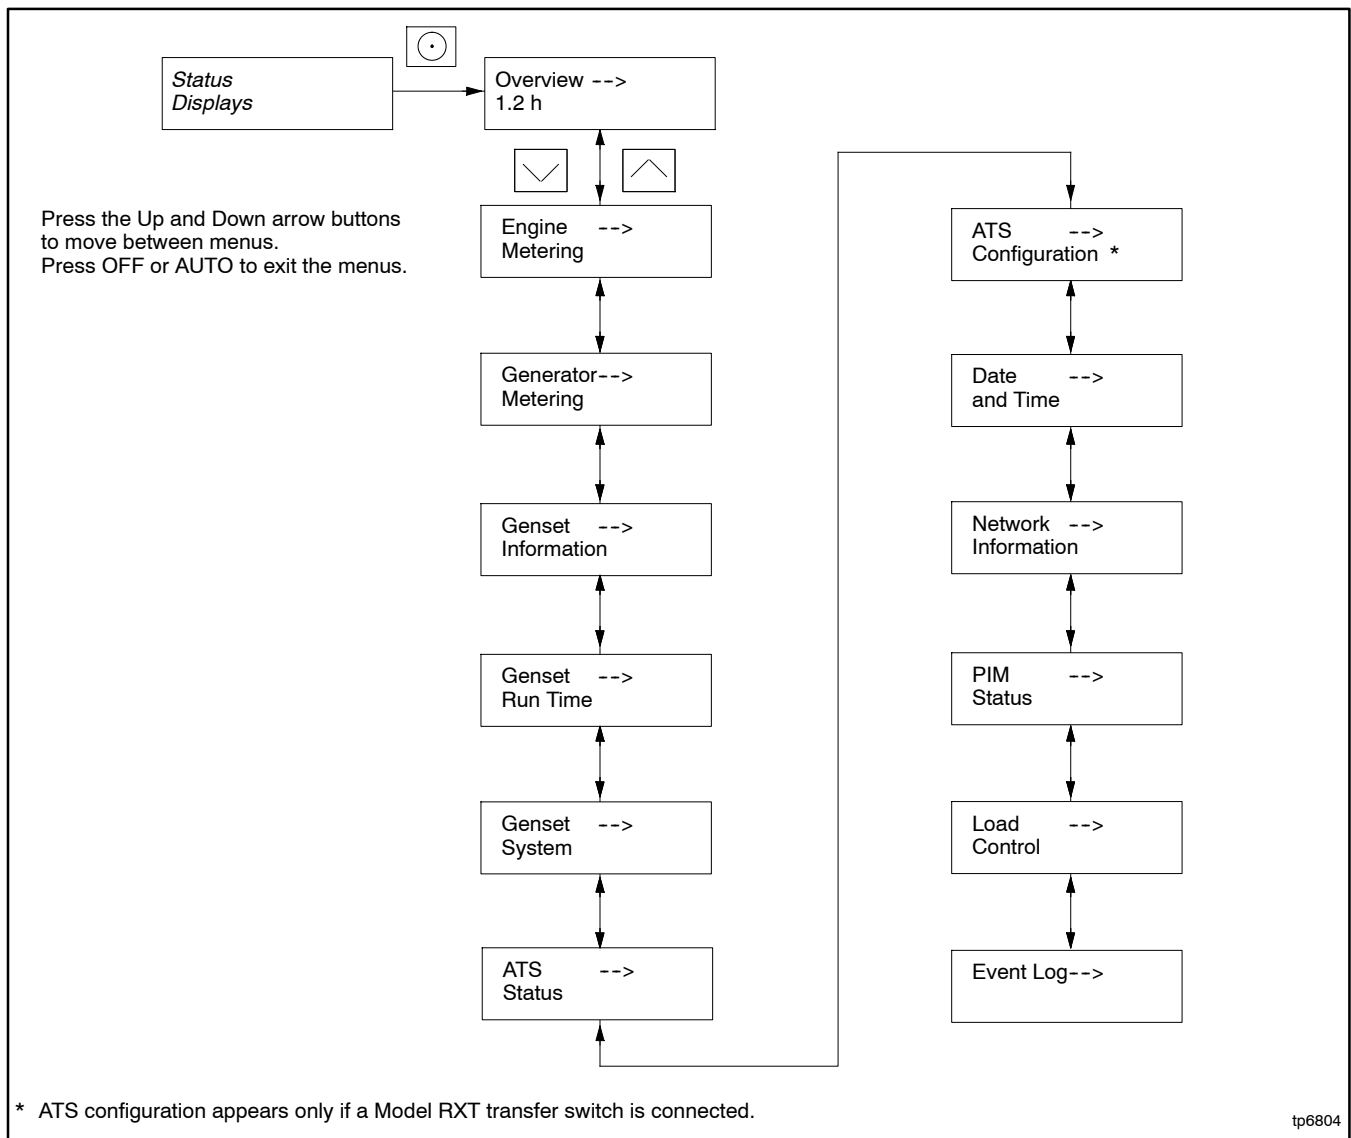 Status
Displays
Overview -->
1.2 h
Press the Up and Down arrow buttons
to move between menus.
Press OFF or AUTO to exit the menus.
Engine -->
Metering
Generator-->
Metering
Genset -->
Information
Genset -->
Run Time
Genset -->
System
ATS -->
Status
ATS -->
Configuration *
Date -->
and Time
Network -->
Information
PIM -->
Status
Load -->
Control
Event Log-->
* ATS configuration appears only if a Model RXT transfer switch is connected.
tp6804